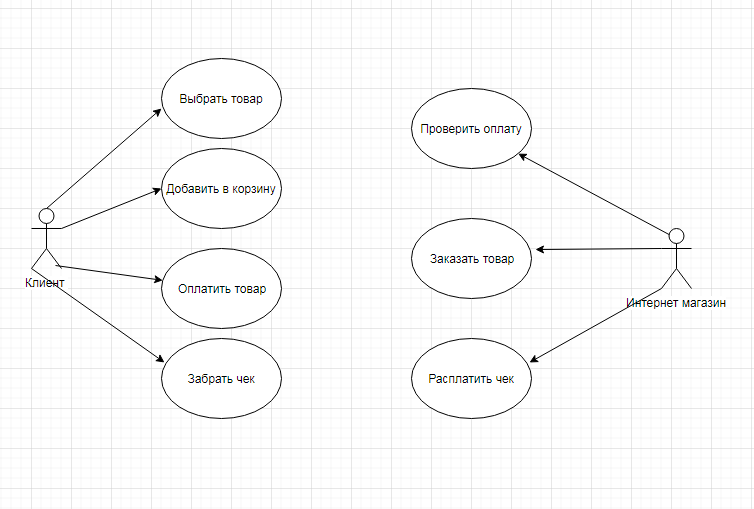 Выбрать товар
Добавить в корзину
Оплатить товар
Забрать чек
Клиент
Проверить оплату
Заказать товар
Расплатить чек
Интернет магазин